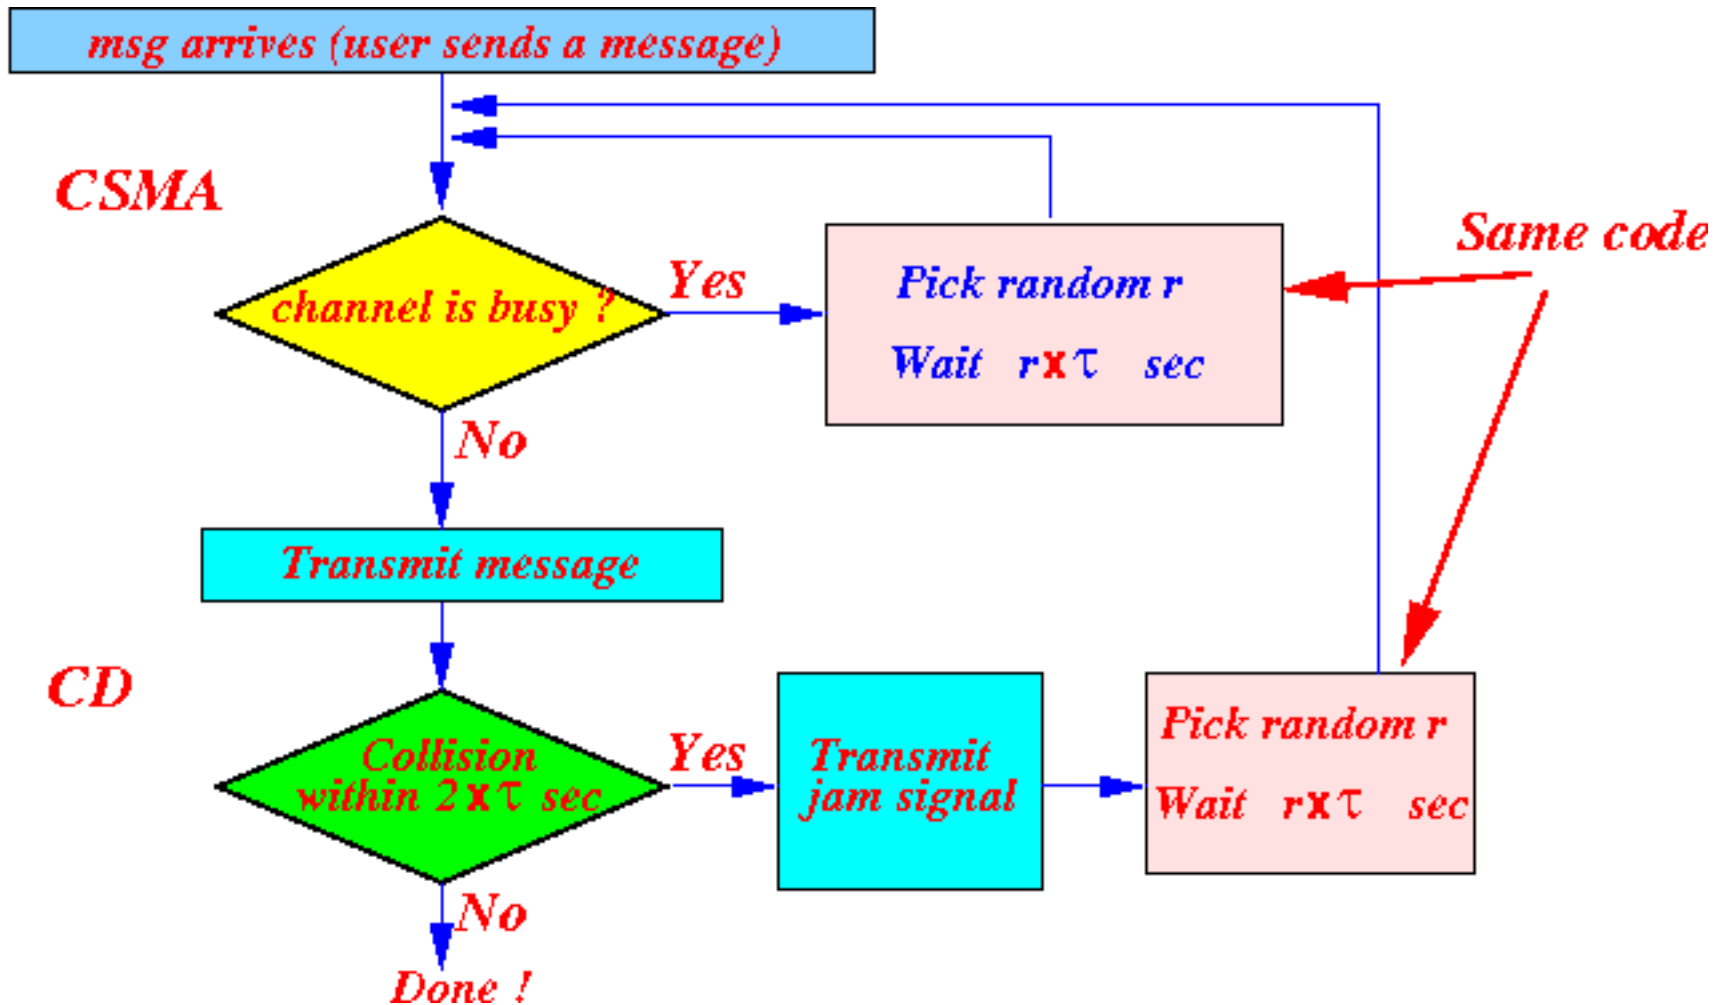 msg arrives (user sends a message)
CSMA
Same code
channel is busy ?
Yes
Pick random r
Wait r x τ sec
No
Transmit message
CD
Collision
within 2 x τ sec
Yes
Transmit
jam signal
Pick random r
Wait r x τ sec
No
Done !